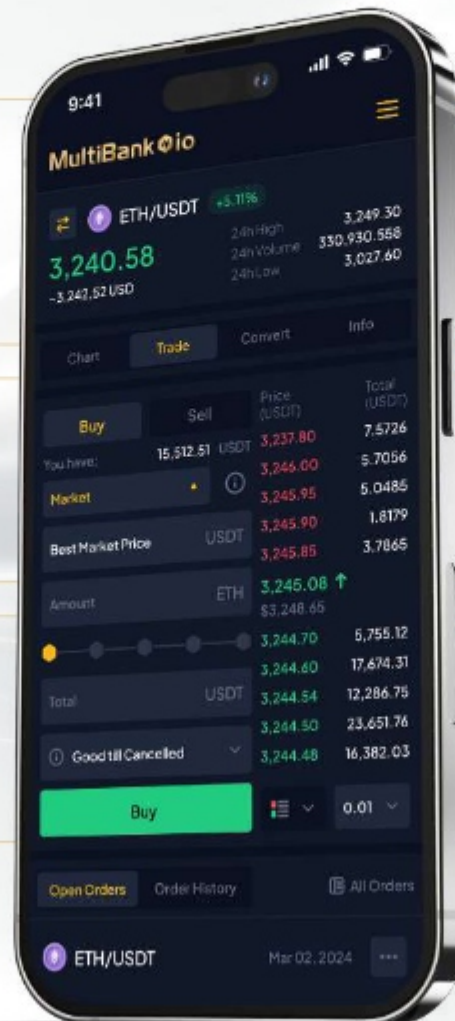 9:41
MultiBank io
ETH/USDT +5.11%
3,240.58
~3,242,52 USD
24h High 3,249.30
24h Volume 330.930.558
24h Low 3,027.60
Chart Trade Convert Info
Buy Sell
You have: 15,512.51 USDT
Market
Best Market Price USDT
Amount ETH
Total USDT
Good till Cancelled
Buy
Price (USDT) Total (USDT)
3,237.80 7.5726
3,246.00 5.7056
3,245.95 5.0485
3,245.90 1.8179
3,245.85 3.7865
3,245.08 ↑
$3,248.65
3,244.70 5,755.12
3,244.60 17,674.31
3,244.54 12,286.75
3,244.50 23,651.76
3,244.48 16,382.03
0.01
Open Orders Order History All Orders
ETH/USDT Mar 02, 2024